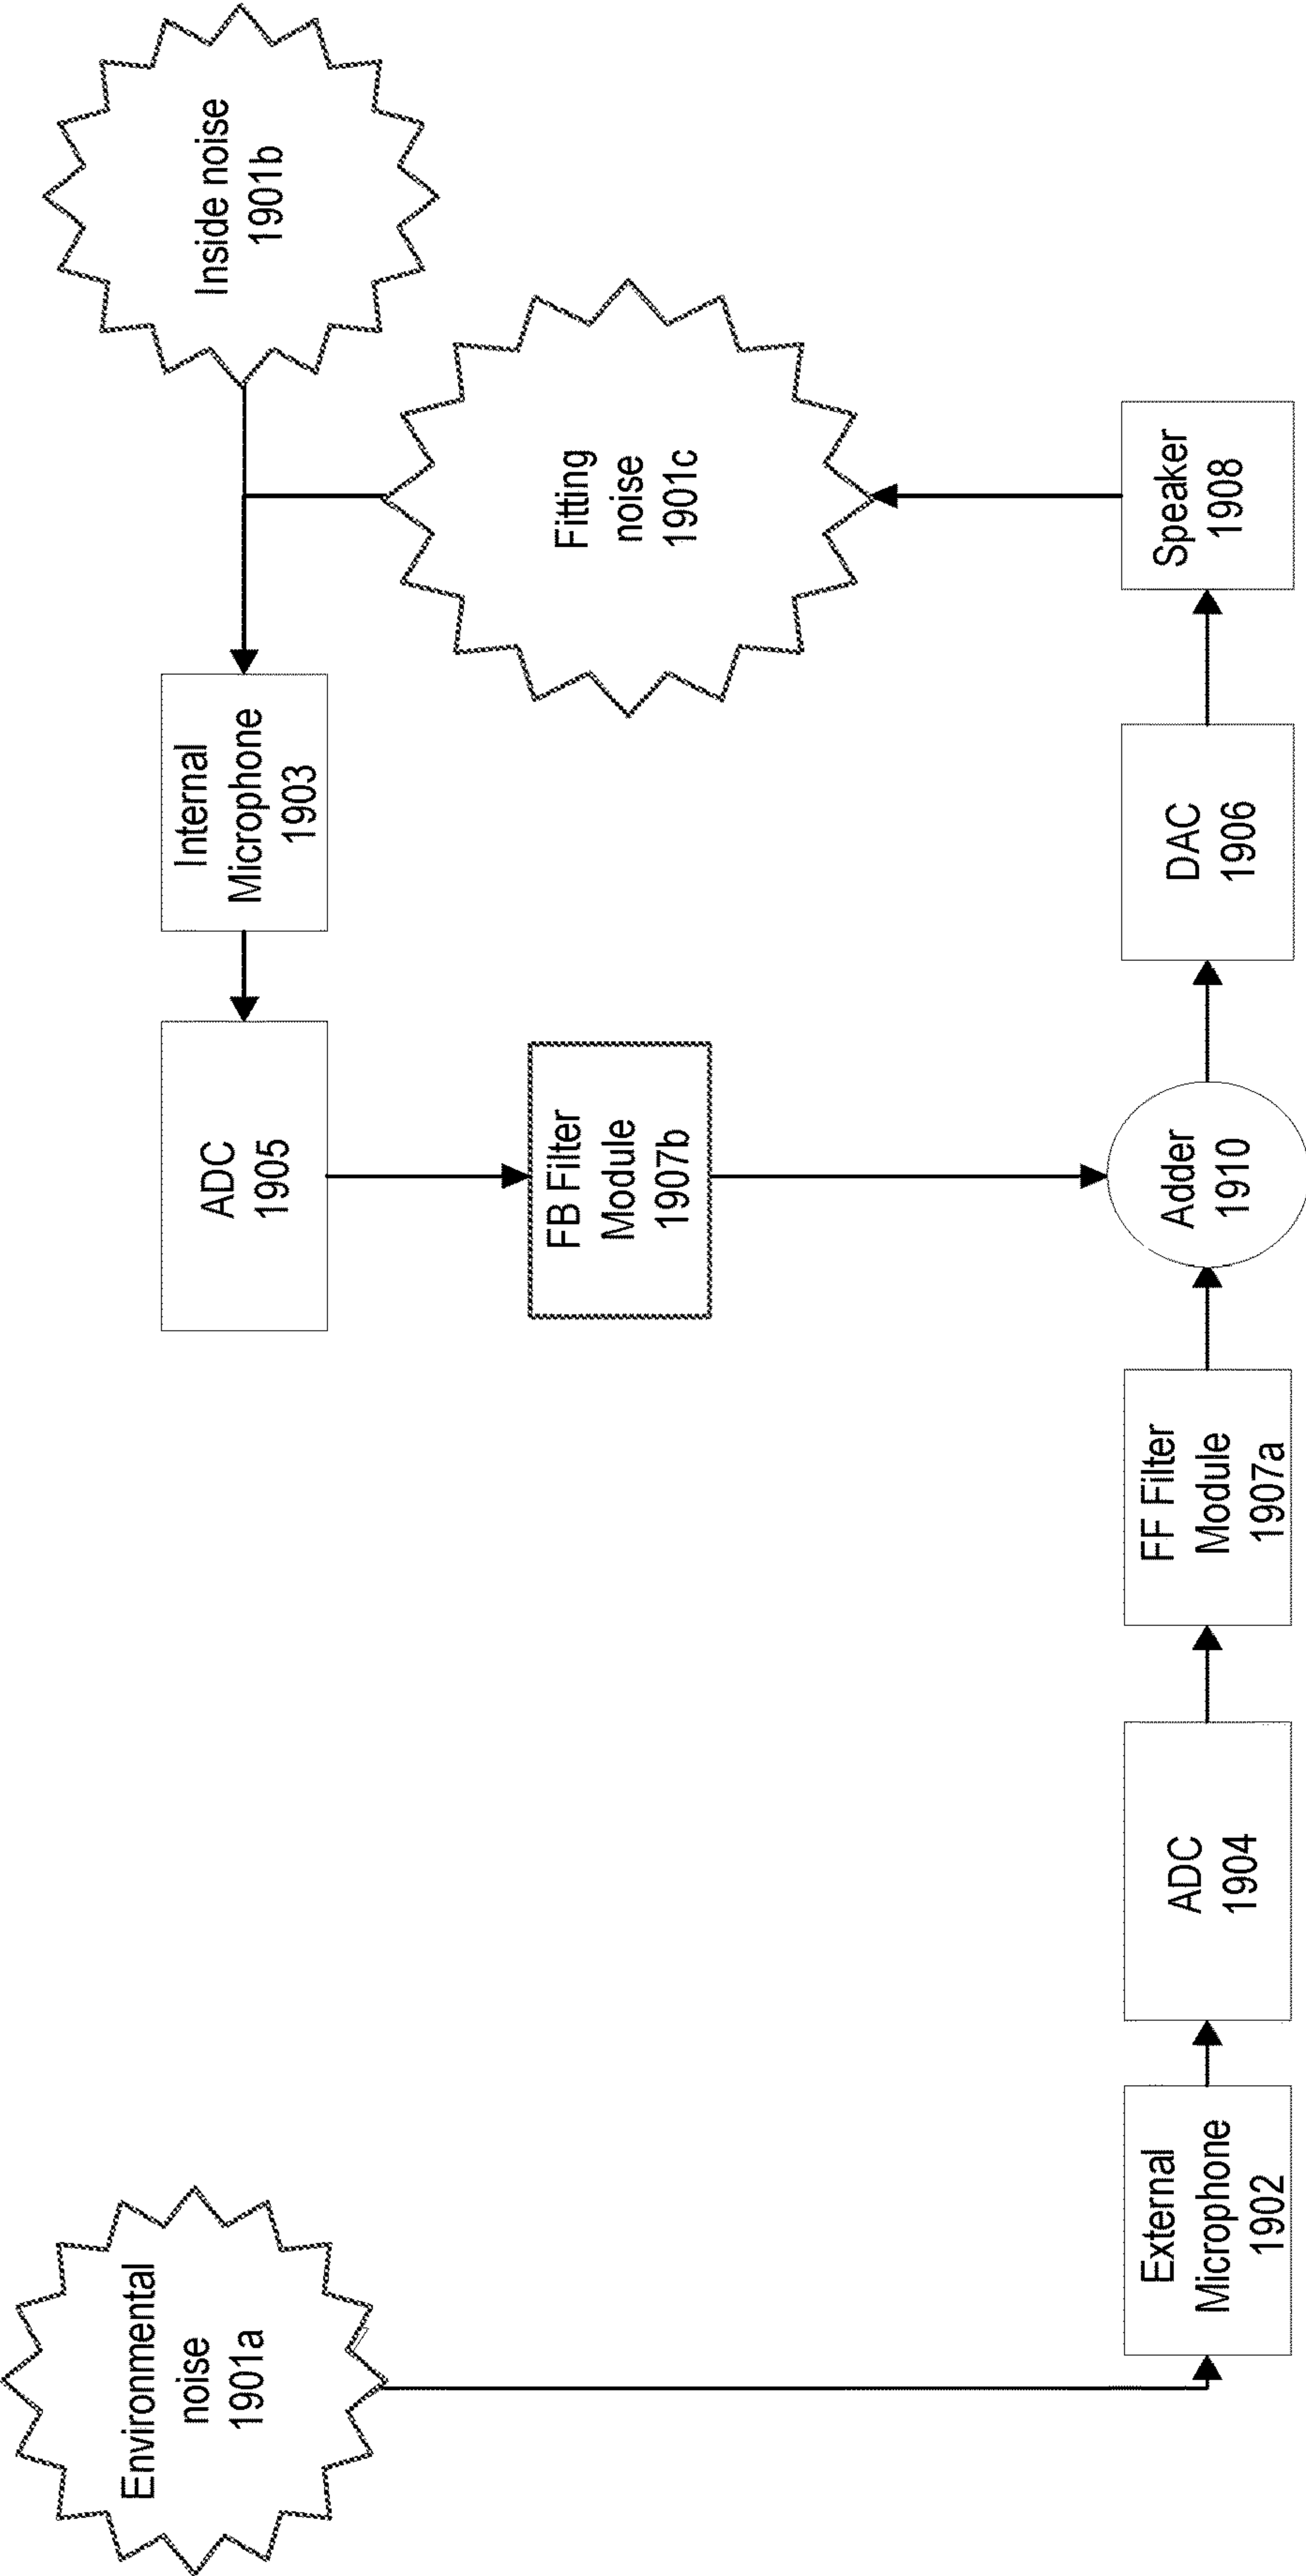 Environmental
noise
1901a
ADC
1905
Internal
Microphone
1903
Inside noise
1901b
FB Filter
Module
1907b
Fitting
noise
1901c
External
Microphone
1902
ADC
1904
FF Filter
Module
1907a
Adder
1910
DAC
1906
Speaker
1908